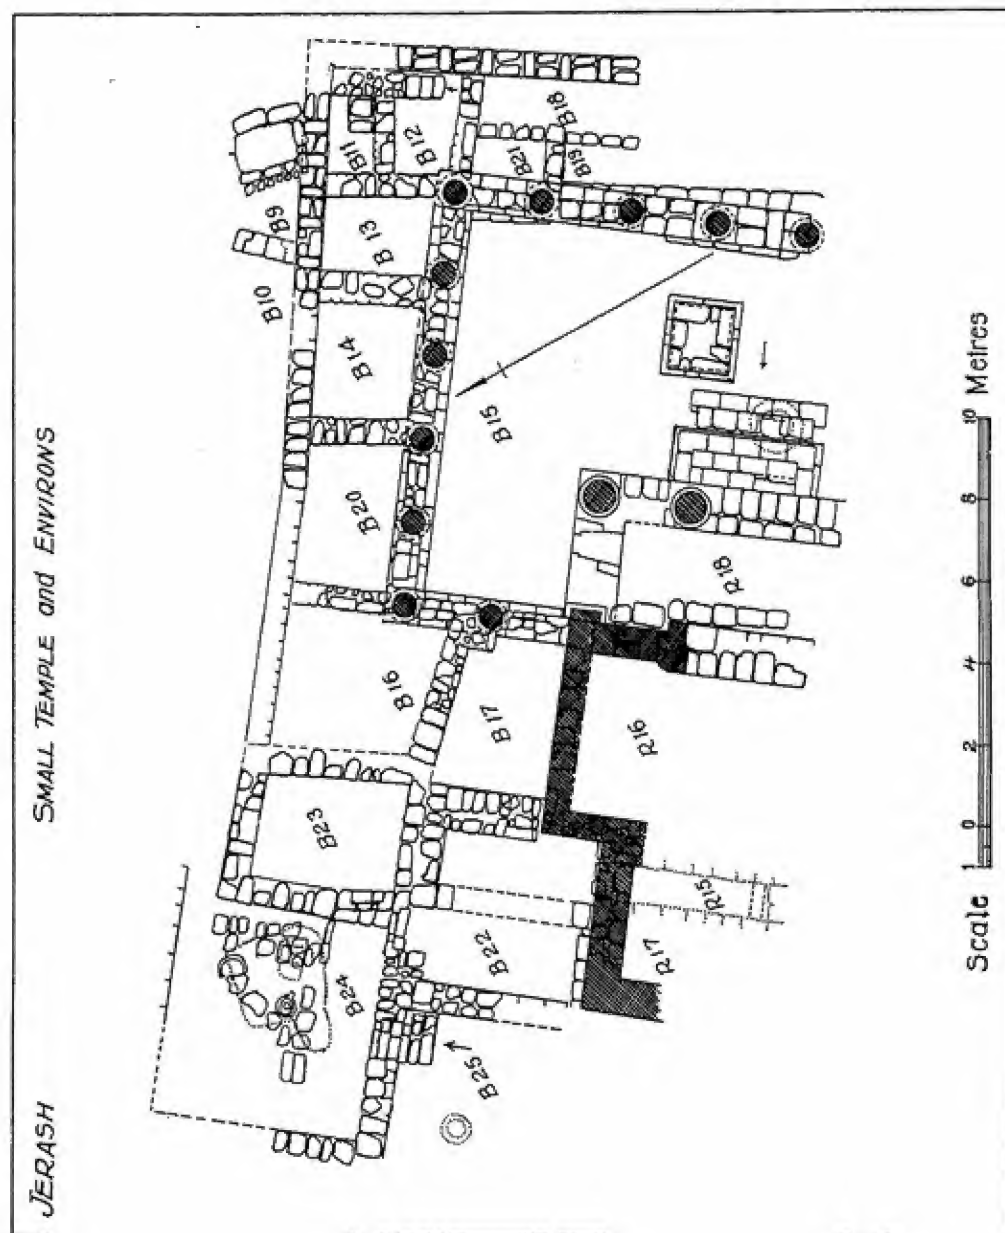 JERASH
SMALL TEMPLE and ENVIRONS
B9
B10
B11
B12
B13
B14
B20
B16
B23
B24
B18
B21
B19
B15
B17
B22
B25
R18
R16
R15
R17
Scale 1 0 2 4 6 8 10 Metres